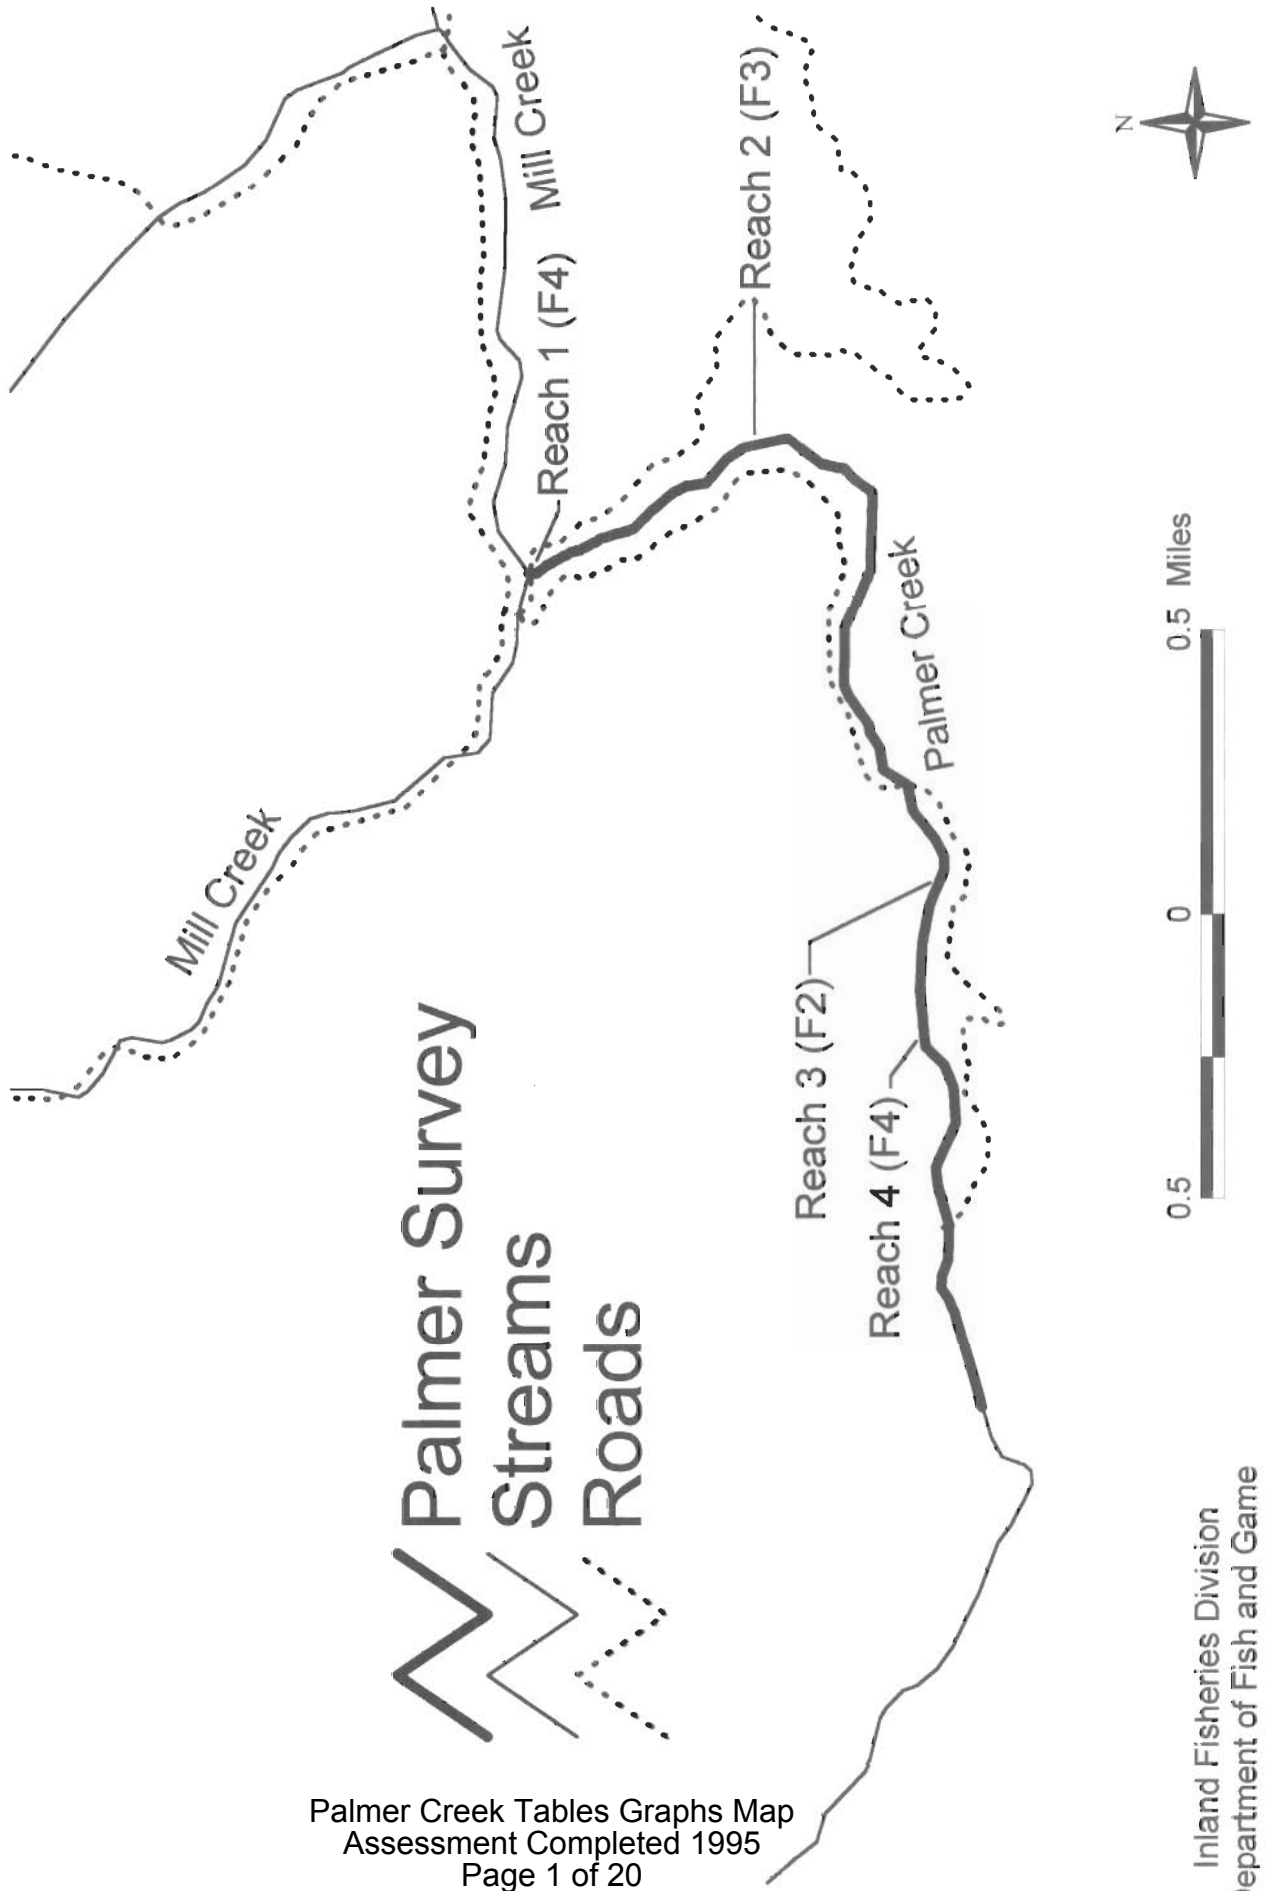 Mill Creek
Mill Creek
Reach 1 (F4)
Reach 2 (F3)
Palmer Creek
Reach 3 (F2)
Reach 4 (F4)
N
Palmer Survey
Streams
Roads
0.5
0
0.5 Miles
Inland Fisheries Division
Department of Fish and Game
Palmer Creek Tables Graphs Map
Assessment Completed 1995
Page 1 of 20